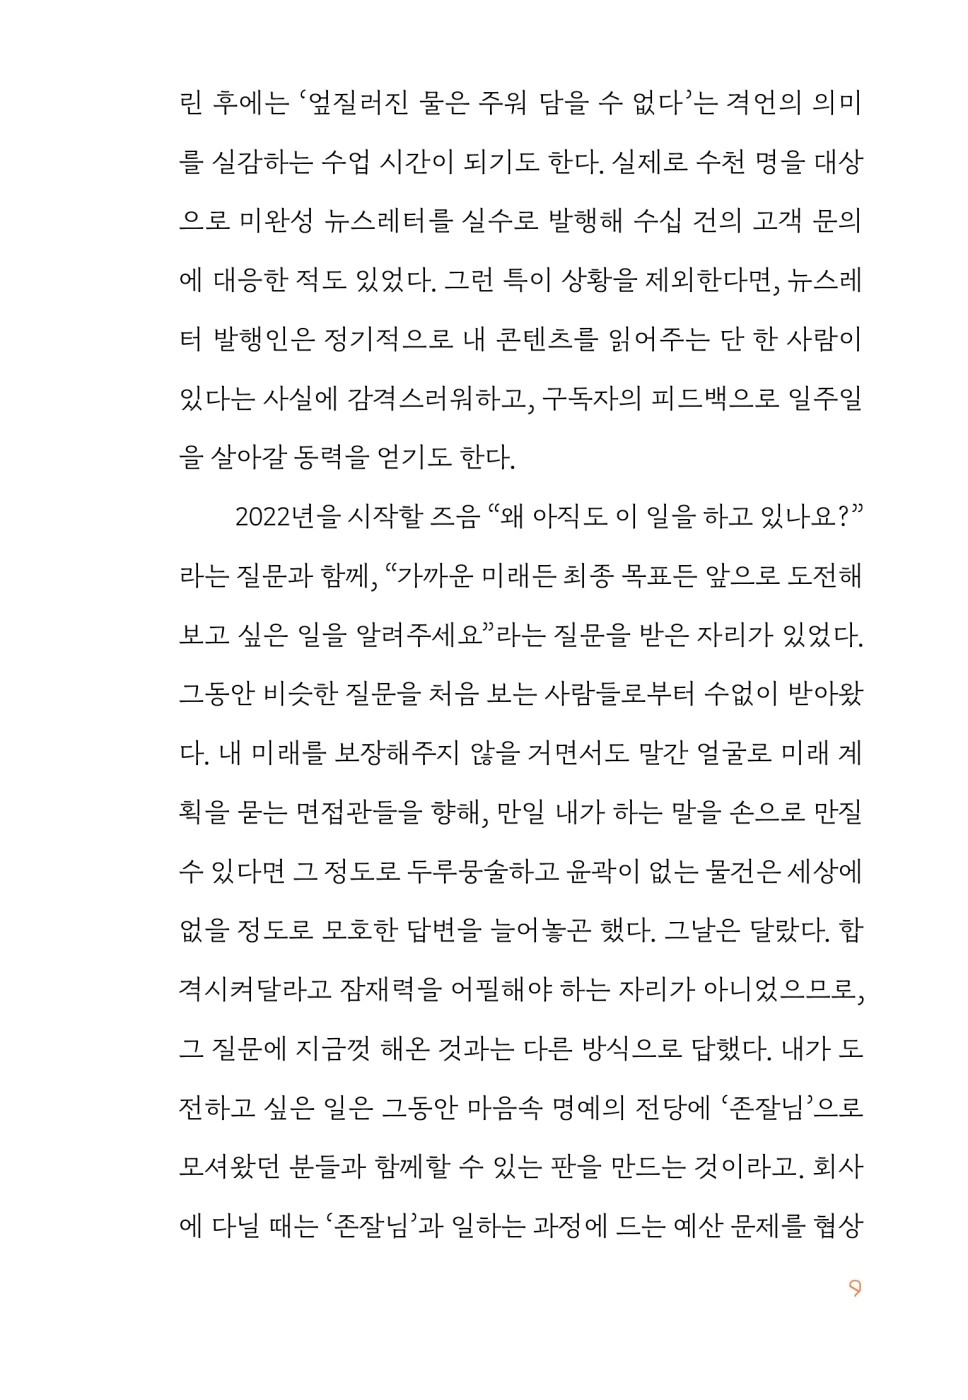 린 후에는 ‘엎질러진 물은 주워 담을 수 없다’는 격언의 의미
를 실감하는 수업 시간이 되기도 한다. 실제로 수천 명을 대상
으로 미완성 뉴스레터를 실수로 발행해 수십 건의 고객 문의
에 대응한 적도 있었다. 그런 특이 상황을 제외한다면, 뉴스레
터 발행인은 정기적으로 내 콘텐츠를 읽어주는 단 한 사람이
있다는 사실에 감격스러워하고, 구독자의 피드백으로 일주일
을 살아갈 동력을 얻기도 한다.
2022년을 시작할 즈음 “왜 아직도 이 일을 하고 있나요?”
라는 질문과 함께, “가까운 미래든 최종 목표든 앞으로 도전해
보고 싶은 일을 알려주세요”라는 질문을 받은 자리가 있었다.
그동안 비슷한 질문을 처음 보는 사람들로부터 수없이 받아왔
다. 내 미래를 보장해주지 않을 거면서도 말간 얼굴로 미래 계
획을 묻는 면접관들을 향해, 만일 내가 하는 말을 손으로 만질
수 있다면 그 정도로 두루뭉술하고 윤곽이 없는 물건은 세상에
없을 정도로 모호한 답변을 늘어놓곤 했다. 그날은 달랐다. 합
격시켜달라고 잠재력을 어필해야 하는 자리가 아니었으므로,
그 질문에 지금껏 해온 것과는 다른 방식으로 답했다. 내가 도
전하고 싶은 일은 그동안 마음속 명예의 전당에 ‘존잘님’으로
모셔왔던 분들과 함께할 수 있는 판을 만드는 것이라고. 회사
에 다닐 때는 ‘존잘님’과 일하는 과정에 드는 예산 문제를 협상
9